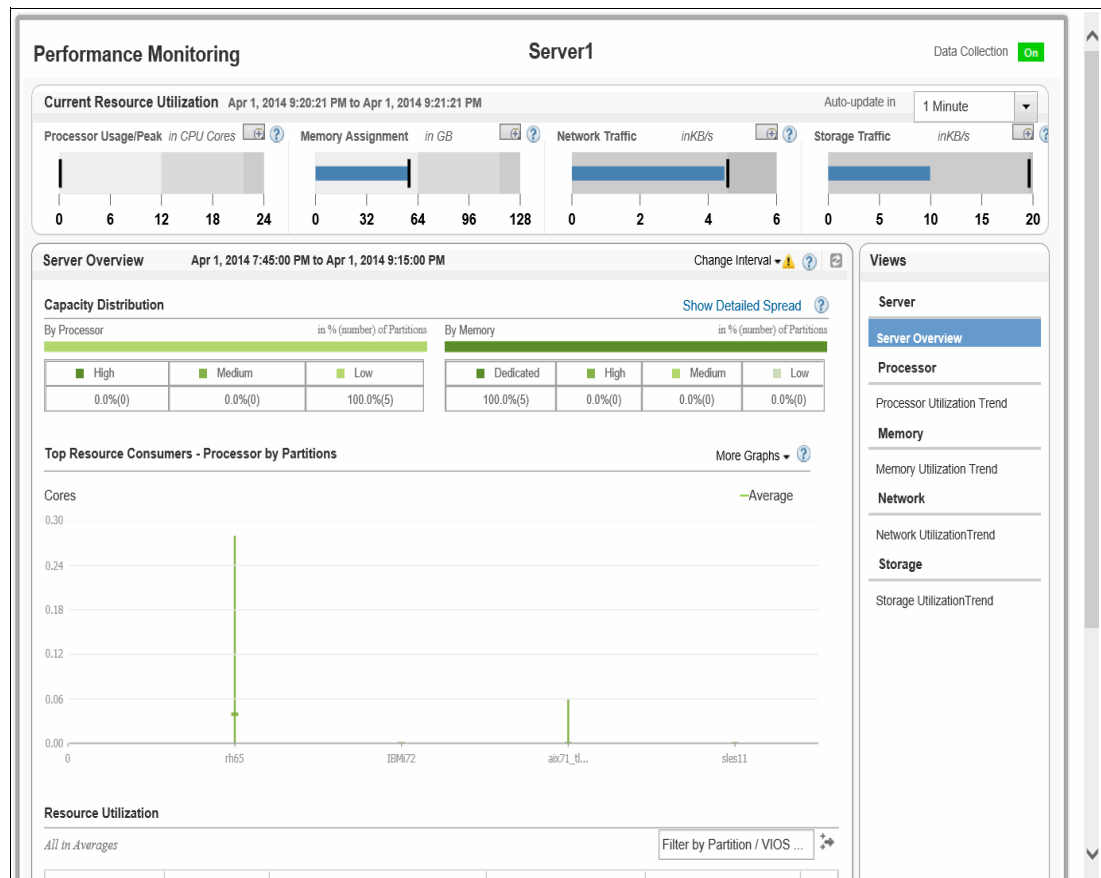 Performance Monitoring Server1 Data Collection On
Current Resource Utilization Apr 1, 2014 9:20:21 PM to Apr 1, 2014 9:21:21 PM Auto-update in 1 Minute
Processor Usage/Peak in CPU Cores Memory Assignment in GB Network Traffic inKB/s Storage Traffic inKB/s
0 6 12 18 24 0 32 64 96 128 0 2 4 6 0 5 10 15 20
Server Overview Apr 1, 2014 7:45:00 PM to Apr 1, 2014 9:15:00 PM Change Interval
Capacity Distribution Show Detailed Spread
By Processor in % (number) of Partitions By Memory in % (number) of Partitions
High Medium Low Dedicated High Medium Low
0.0%(0) 0.0%(0) 100.0%(5) 100.0%(5) 0.0%(0) 0.0%(0) 0.0%(0)
Top Resource Consumers - Processor by Partitions More Graphs
Cores Average
0.30
0.24
0.18
0.12
0.06
0.00
0 rh65 IBMi72 aix71_tl... sles11
Resource Utilization
All in Averages Filter by Partition / VIOS ...
Views
Server
Server Overview
Processor
Processor Utilization Trend
Memory
Memory Utilization Trend
Network
Network UtilizationTrend
Storage
Storage UtilizationTrend